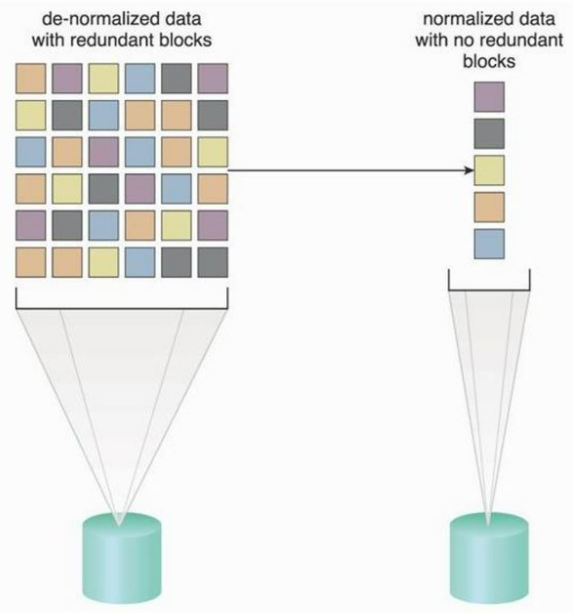 de-normalized data
with redundant blocks
normalized data
with no redundant
blocks